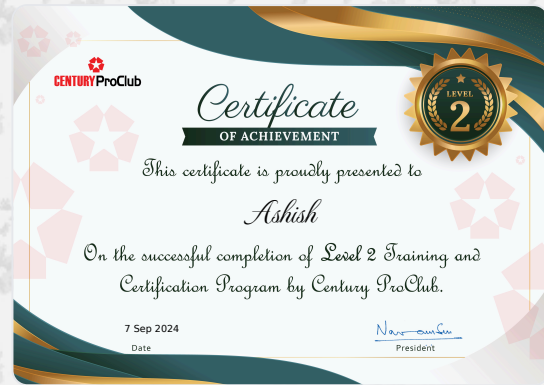 CENTURY ProClub
LEVEL
2
Certificate
OF ACHIEVEMENT
This certificate is proudly presented to
Ashish
On the successful completion of Level 2 Training and
Certification Program by Century ProClub.
7 Sep 2024
Date
President